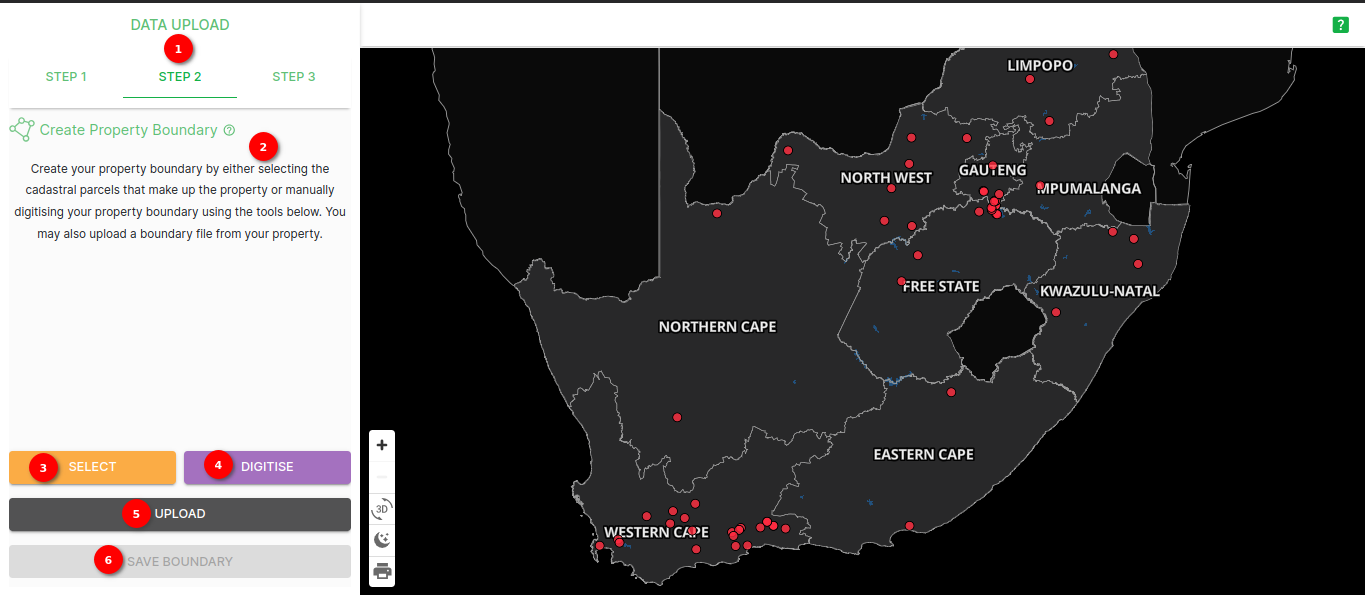 DATA UPLOAD
1
STEP 1
STEP 2
STEP 3
Create Property Boundary
?
2
Create your property boundary by either selecting the
cadastral parcels that make up the property or manually
digitising your property boundary using the tools below. You
may also upload a boundary file from your property.
3 SELECT
4 DIGITISE
5 UPLOAD
6 SAVE BOUNDARY
?
LIMPOPO
GAUTENG
NORTH WEST
MPUMALANGA
FREE STATE
KWAZULU-NATAL
NORTHERN CAPE
EASTERN CAPE
WESTERN CAPE
+
3D